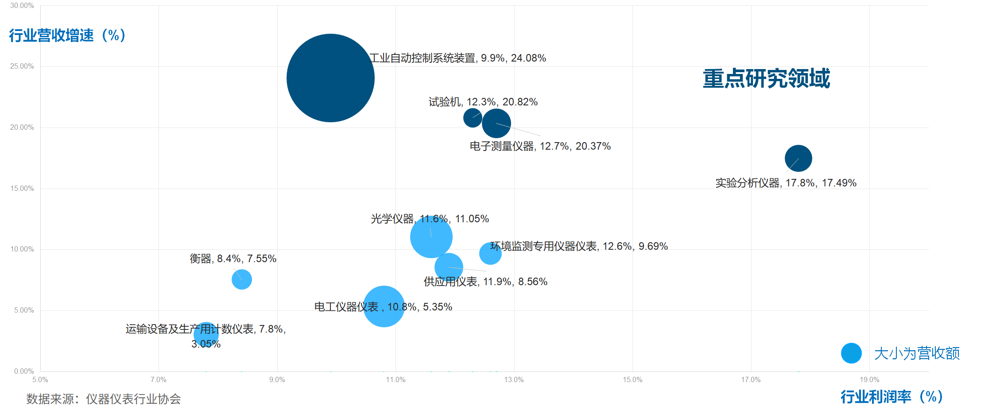 30.00%
行业营收增速（%）
工业自动控制系统装置, 9.9%, 24.08%
25.00%
重点研究领域
试验机, 12.3%, 20.82%
20.00%
电子测量仪器, 12.7%, 20.37%
实验分析仪器, 17.8%, 17.49%
15.00%
光学仪器, 11.6%, 11.05%
环境监测专用仪器仪表, 12.6%, 9.69%
10.00%
衡器, 8.4%, 7.55%
供应用仪表, 11.9%, 8.56%
电工仪器仪表 , 10.8%, 5.35%
5.00%
运输设备及生产用计数仪表, 7.8%,
3.05%
大小为营收额
0.00%
5.0% 7.0% 9.0% 11.0% 13.0% 15.0% 17.0% 19.0%
行业利润率（%）
数据来源：仪器仪表行业协会